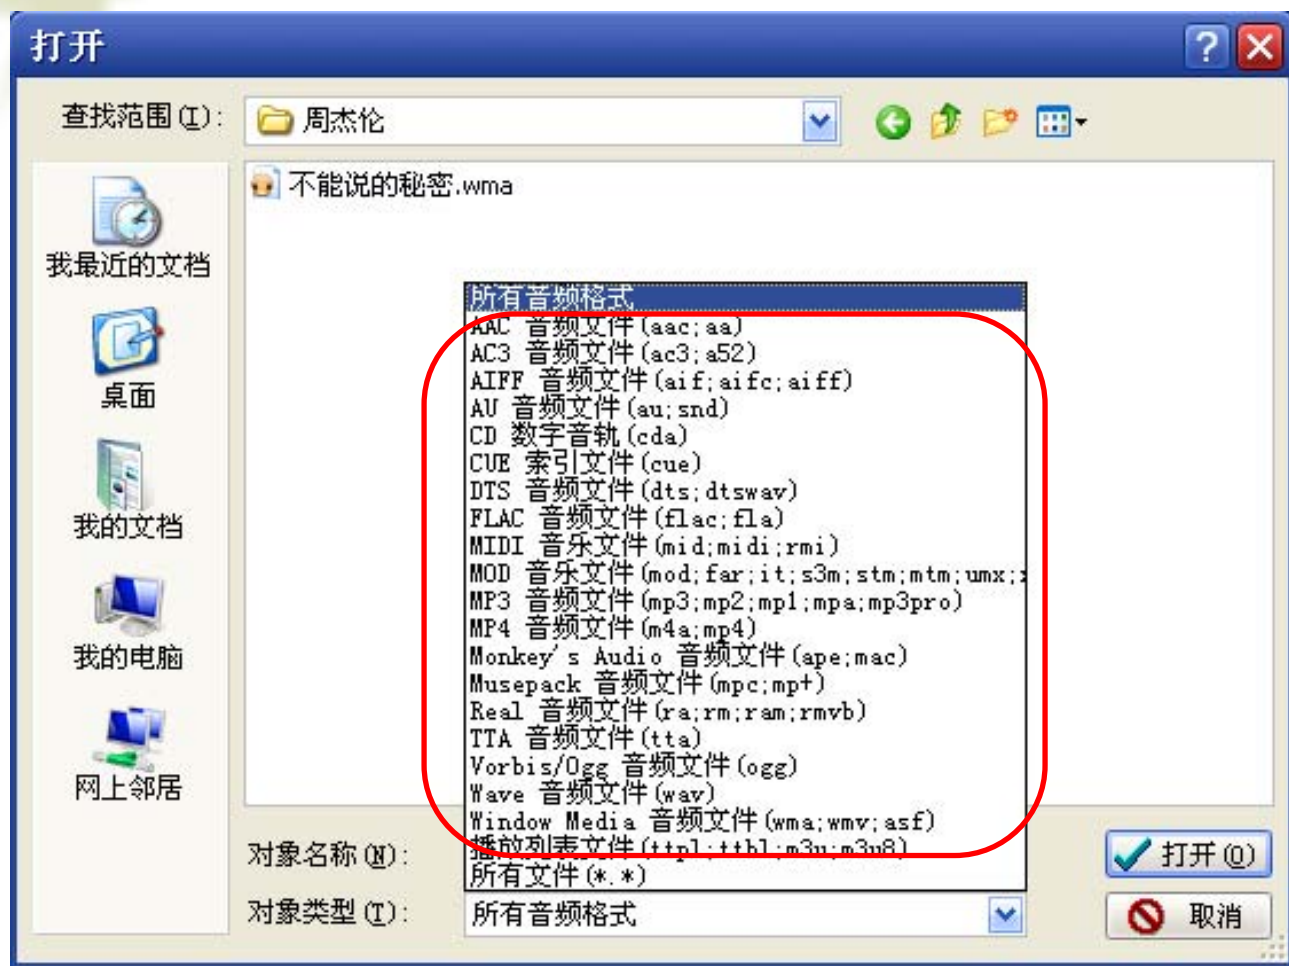 打开
查找范围(I):
周杰伦
不能说的秘密.wma
我最近的文档
桌面
我的文档
我的电脑
网上邻居
所有音频格式
AAC 音频文件(aac;aa)
AC3 音频文件(ac3;a52)
AIFF 音频文件(aif;aifc;aiff)
AU 音频文件(au;snd)
CD 数字音轨(cda)
CUE 索引文件(cue)
DTS 音频文件(dts;dtswav)
FLAC 音频文件(flac;fla)
MIDI 音乐文件(mid;midi;rmi)
MOD 音乐文件(mod;far;it;s3m;stm;mtm;umx;
MP3 音频文件(mp3;mp2;mp1;mpa;mp3pro)
MP4 音频文件(m4a;mp4)
Monkey's Audio 音频文件(ape;mac)
Musepack 音频文件(mpc;mp+)
Real 音频文件(ra;rm;ram;rmvb)
TTA 音频文件(tta)
Vorbis/Ogg 音频文件(ogg)
Wave 音频文件(wav)
Window Media 音频文件(wma;wmv;asf)
播放列表文件(ttpl;ttbl;m3u;m3u8)
所有文件(*.*)
对象名称(N):
打开(O)
对象类型(T):
所有音频格式
取消